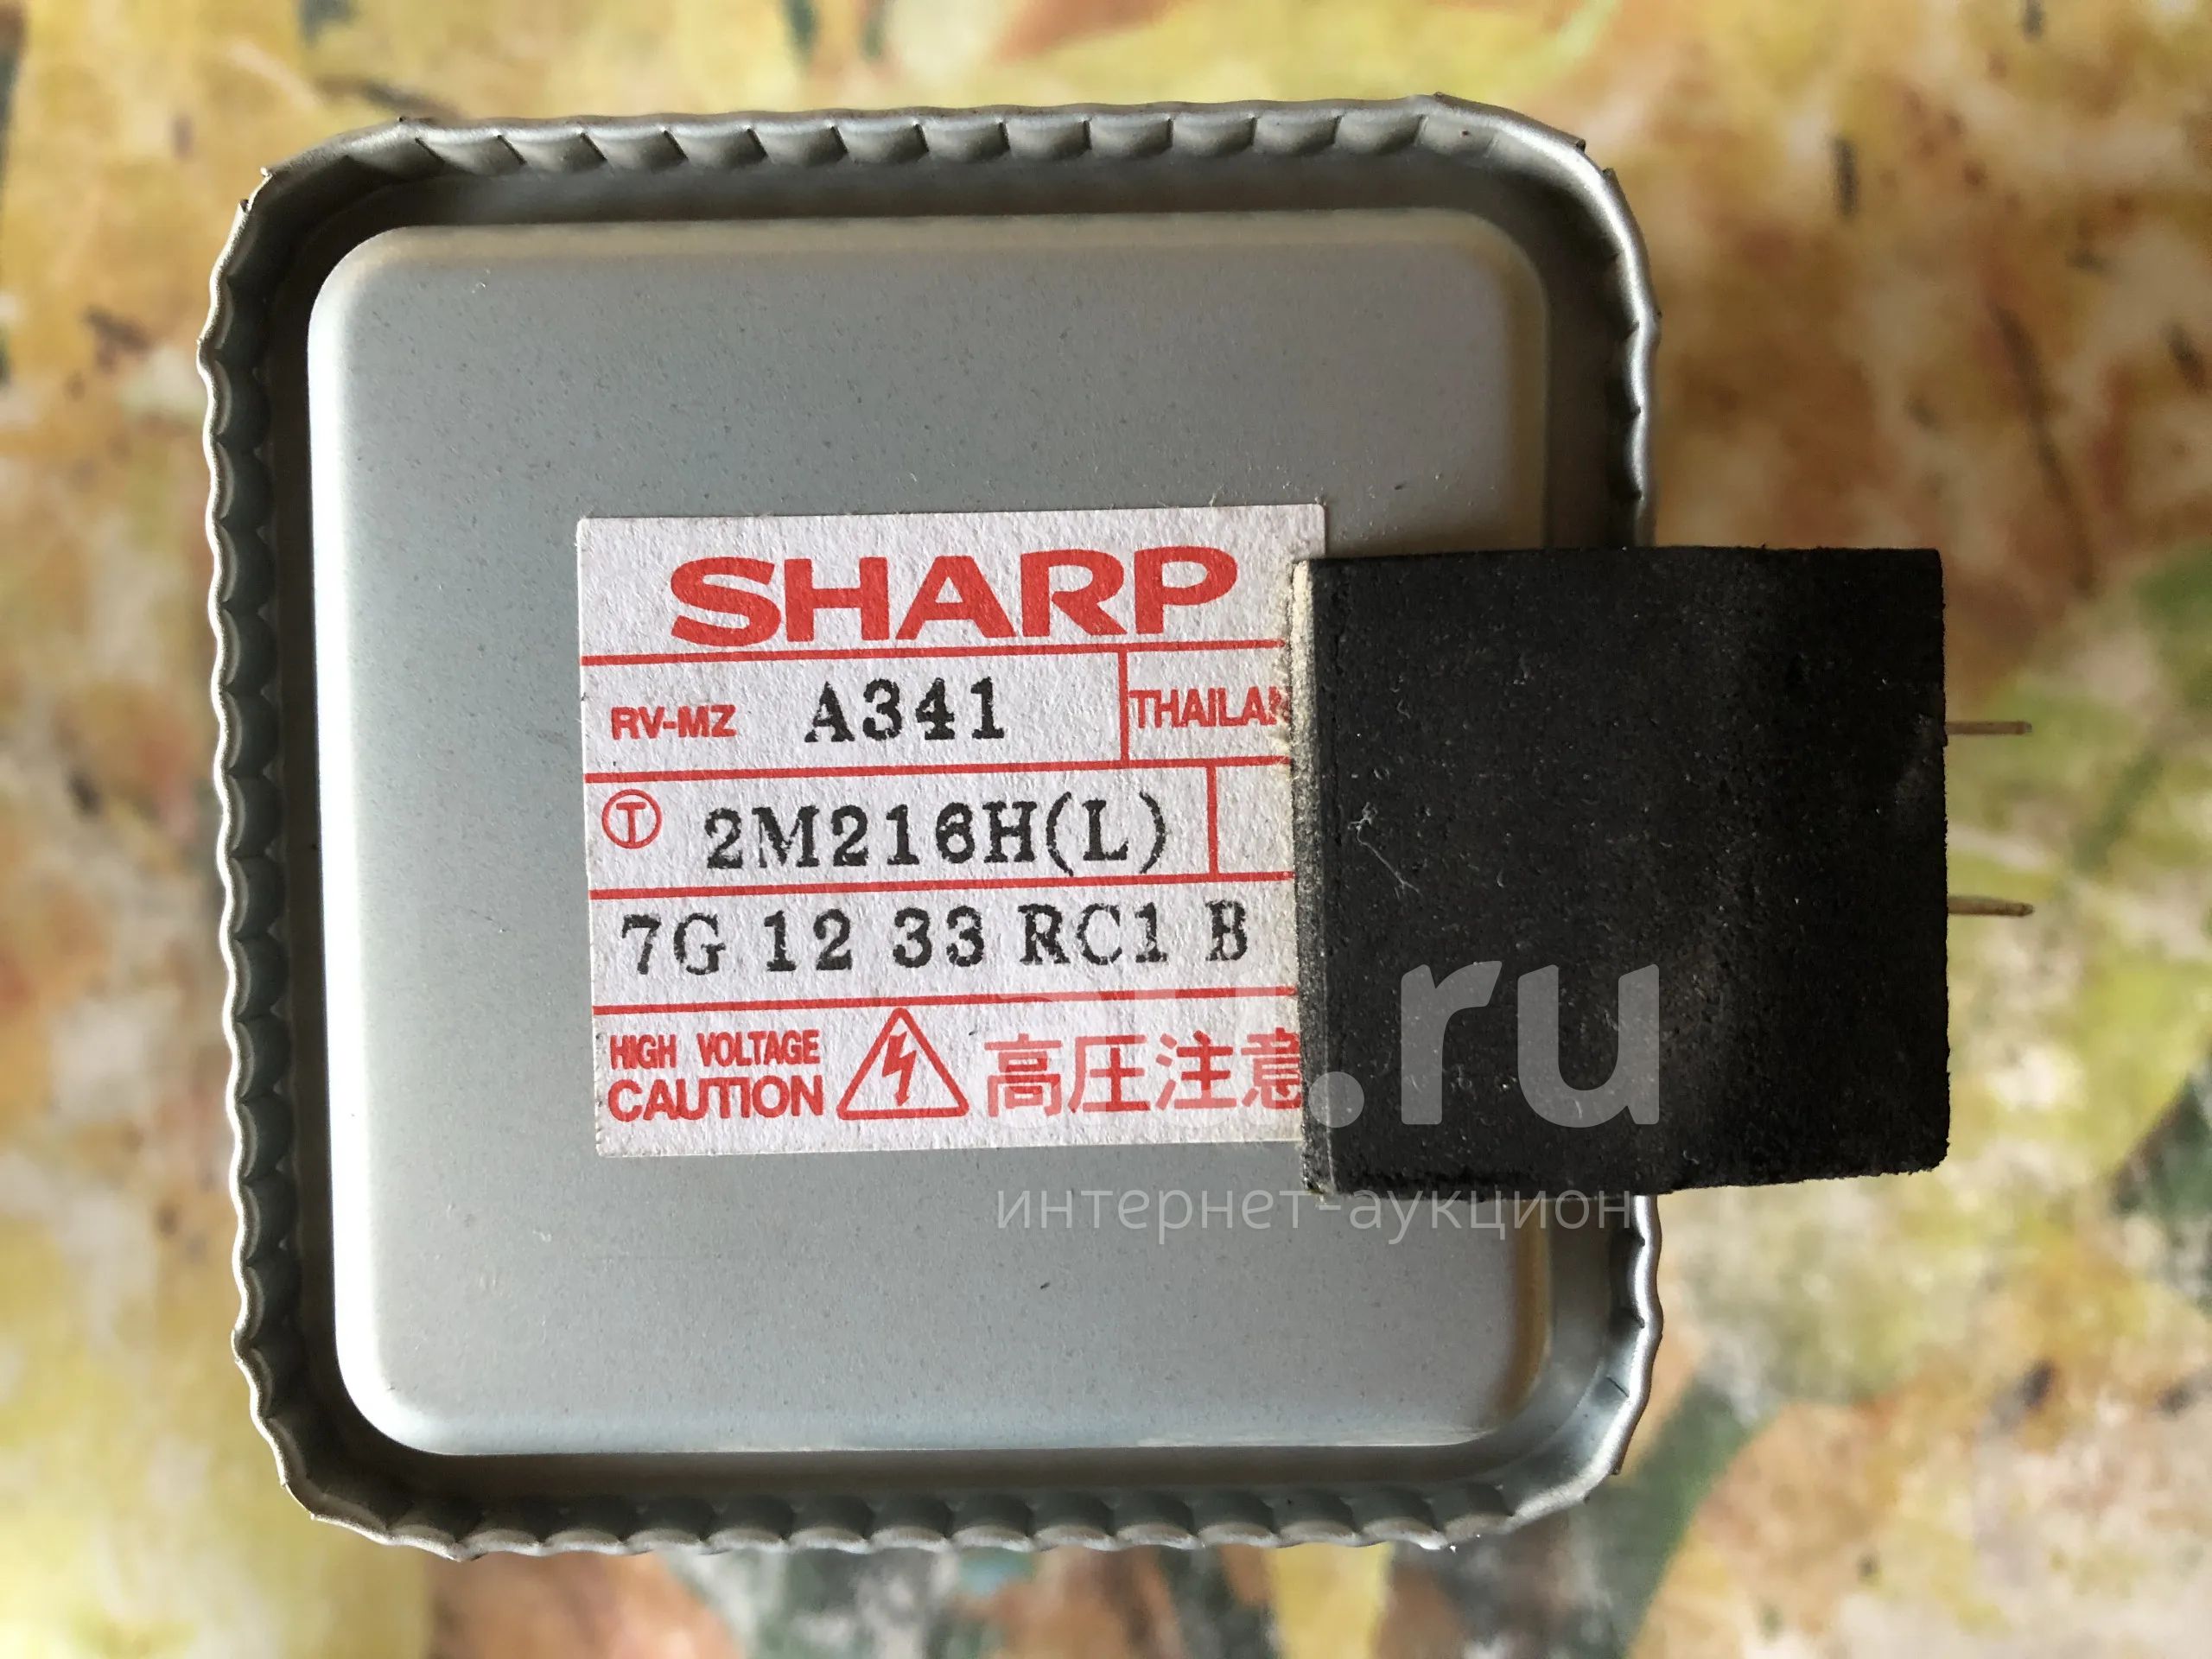 SHARP
RV-MZ A341 THAILAN
T 2M216H(L)
7G 12 33 RC1 B
HIGH VOLTAGE
CAUTION
高圧注意
.ru
интернет-аукцион